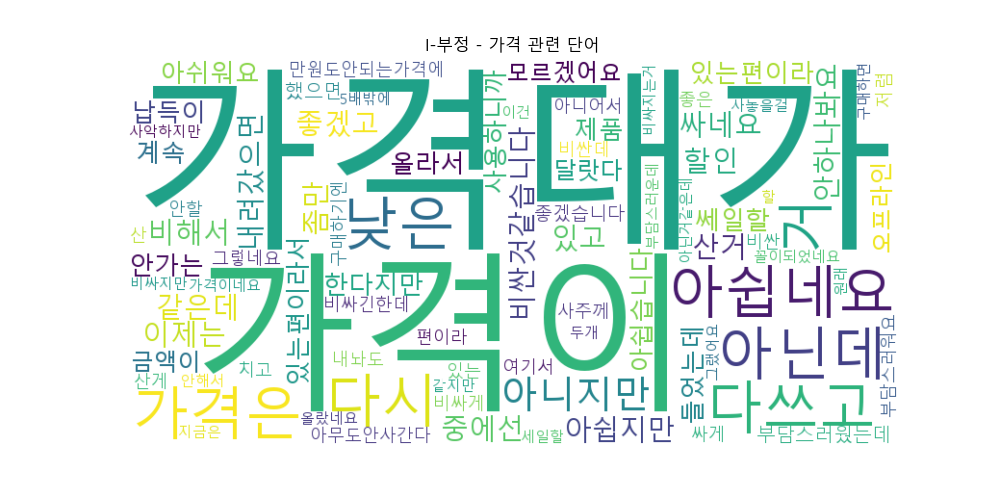 I-부정 - 가격 관련 단어
가격대가
가격이
아쉬워요
만원도안되는가격에
모르겠어요
있는편이라
했으면
5배밖에
납득이
사악하지만
좋겠고
이건
아니어서
좋은
사놓을걸
저렴
구매하면
비싸지는거
계속
내려갔으면
올라서
사용하니까
제품
비싼데
싸네요
할인
안하나봐요
달랏다
안할
좀만
낮은
좋겠습니다
부담스러운데
아닌거같은데
쎄일할
할
거
오프라인
산
비해서
구매하기엔
비싼것같습니다
있고
산거
비싼
안가는
그렇네요
꼴이되었네요
비싸지만
가격이네요
한다지만
아쉽습니다
아쉽네요
원래
같은데
있는편이라서
비싸긴한데
사주께
이제는
편이라
두개
들었는데
그랬어요
아닌데
부담스러워요
금액이
내놔도
여기서
치고
산게
안해서
있는
같지만
아니지만
가격은
다시
비싸게
다쓰고
지금은
올랐네요
아무도안사간다
중에선
세일할
아쉽지만
싸게
부담스러웠는데